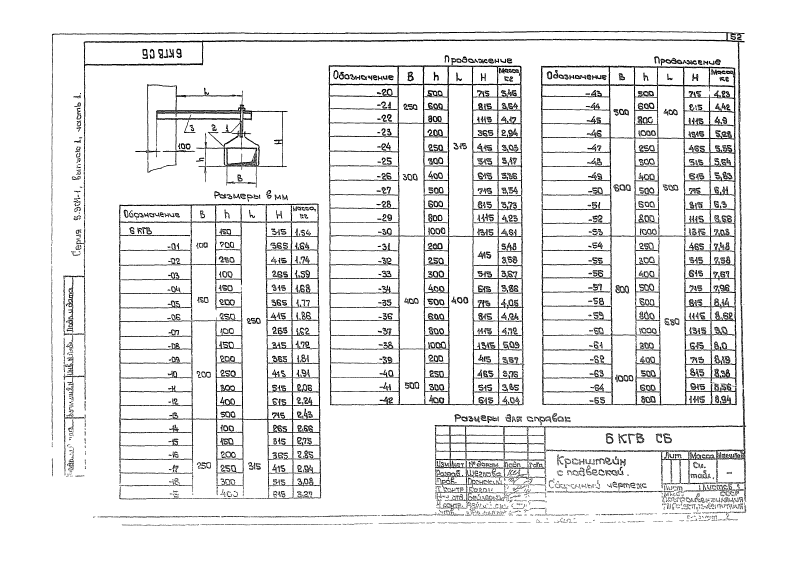 52
6КГВ СБ
Серия 5.904-1, выпуск 1, часть 1.
L
3 2 1
H
100
h
B
Размеры в мм
Обозначение B h L H Масса, кг
6 КГВ 150 315 1.54
-01 100 200 365 1.64
-02 250 415 1.74
-03 100 265 1.59
-04 150 315 1.68
-05 150 200 365 1.77
-06 250 415 1.86
250
-07 100 265 1.62
-08 150 315 1.72
-09 200 365 1.81
-10 200 250 415 1.91
-11 300 515 2.06
-12 400 615 2.24
-13 500 715 2.43
-14 100 265 2.66
-15 150 315 2.75
-16 200 365 2.85
-17 250 250 315 415 2.94
-18 300 515 3.08
400 615 3.27
Продолжение
Обозначение B h L H Масса, кг
-20 500 715 3.46
-21 250 600 815 3.64
-22 800 1115 4.17
-23 200 365 2.94
-24 250 315 415 3.03
-25 300 515 3.17
-26 300 400 615 3.36
-27 500 715 3.54
-28 600 815 3.73
-29 800 1115 4.23
-30 1000 1315 4.61
-31 200 415 3.48
-32 250 3.58
-33 300 515 3.67
-34 400 615 3.86
-35 400 500 400 715 4.05
-36 600 815 4.24
-37 800 1115 4.72
-38 1000 1315 5.09
-39 200 415 3.57
-40 250 465 3.76
-41 500 300 515 3.85
-42 400 615 4.04
Продолжение
Обозначение B h L H Масса, кг
-43 500 715 4.23
-44 500 600 400 815 4.42
-45 800 1115 4.9
-46 1000 1315 5.28
-47 250 465 5.55
-48 300 515 5.64
-49 400 615 5.83
-50 600 500 500 715 6.11
-51 600 815 6.3
-52 800 1115 6.66
-53 1000 1315 7.03
-54 250 465 7.48
-55 300 515 7.58
-56 400 615 7.67
-57 800 500 715 7.96
-58 600 815 8.14
-59 800 1115 8.62
580
-60 1000 1315 9.0
-61 300 615 8.0
-62 400 715 8.19
-63 1000 500 815 8.38
-64 600 915 8.56
-65 800 1115 8.94
Размеры для справок
6 КГВ СБ
Кронштейн
с подвеской.
Сборочный чертеж
Лит Масса Масштаб
См. табл. —
Лист Листов 1
Изм Лист № докум Подп. Дата
Разраб. Щеглова
Пров.
Т.контр.
Н.контр.
Утв.
СССР
Подп. и дата